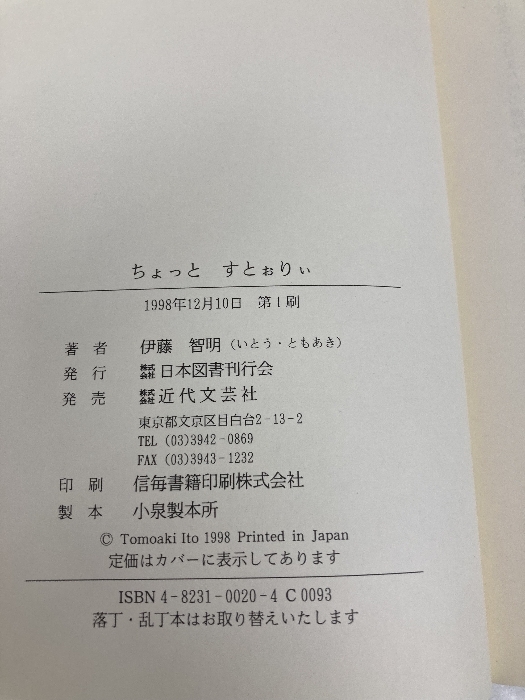 ちょっと　すとぉりぃ
1998年12月10日　第1刷
著　者　伊藤　智明（いとう・ともあき）
発　行　株式会社日本図書刊行会
発　売　株式会社近代文芸社
東京都文京区目白台2-13-2
TEL (03)3942-0869
FAX (03)3943-1232
印　刷　信毎書籍印刷株式会社
製　本　小泉製本所
© Tomoaki Ito 1998 Printed in Japan
定価はカバーに表示してあります
ISBN 4-8231-0020-4 C 0093
落丁・乱丁本はお取り替えいたします